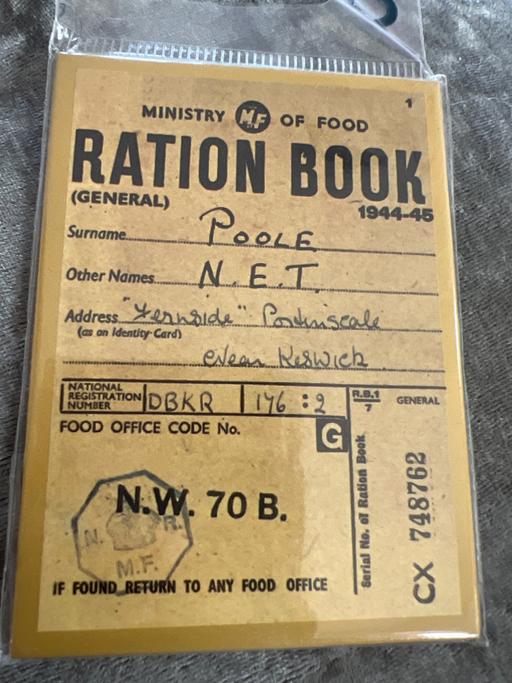 1
MINISTRY MF OF FOOD
RATION BOOK
(GENERAL) 1944-45
Surname POOLE
Other Names N.E.T.
Address "Fernside" Portinscale
(as on Identity Card)
near Keswick
NATIONAL REGISTRATION NUMBER DBKR 176 : 2
R.B.1
7
GENERAL
FOOD OFFICE CODE No.
G
N.W. 70 B.
N. R.
M.F.
IF FOUND RETURN TO ANY FOOD OFFICE
Serial No. of Ration Book
CX 748762